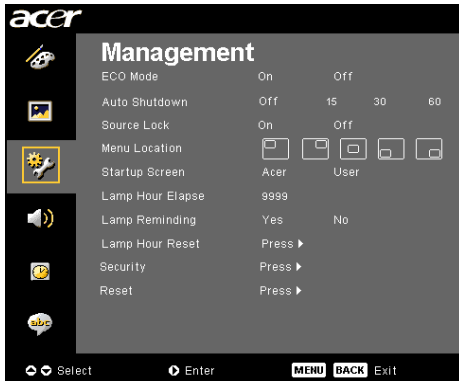 acer
Management
ECO Mode On Off
Auto Shutdown Off 15 30 60
Source Lock On Off
Menu Location
Startup Screen Acer User
Lamp Hour Elapse 9999
Lamp Reminding Yes No
Lamp Hour Reset Press
Security Press
Reset Press
abc
Select Enter MENU BACK Exit